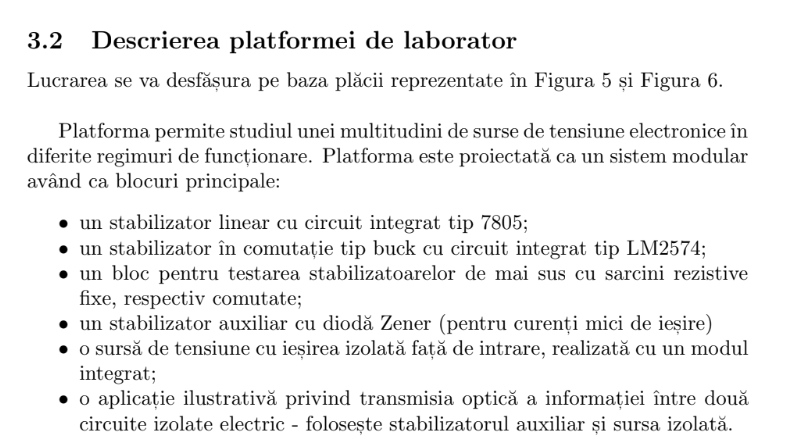 3.2 Descrierea platformei de laborator
Lucrarea se va desfășura pe baza plăcii reprezentate în Figura 5 și Figura 6.
Platforma permite studiul unei multitudini de surse de tensiune electronice în
diferite regimuri de funcționare. Platforma este proiectată ca un sistem modular
având ca blocuri principale:
• un stabilizator linear cu circuit integrat tip 7805;
• un stabilizator în comutație tip buck cu circuit integrat tip LM2574;
• un bloc pentru testarea stabilizatoarelor de mai sus cu sarcini rezistive
fixe, respectiv comutate;
• un stabilizator auxiliar cu diodă Zener (pentru curenți mici de ieșire)
• o sursă de tensiune cu ieșirea izolată față de intrare, realizată cu un modul
integrat;
• o aplicație ilustrativă privind transmisia optică a informației între două
circuite izolate electric - folosește stabilizatorul auxiliar și sursa izolată.